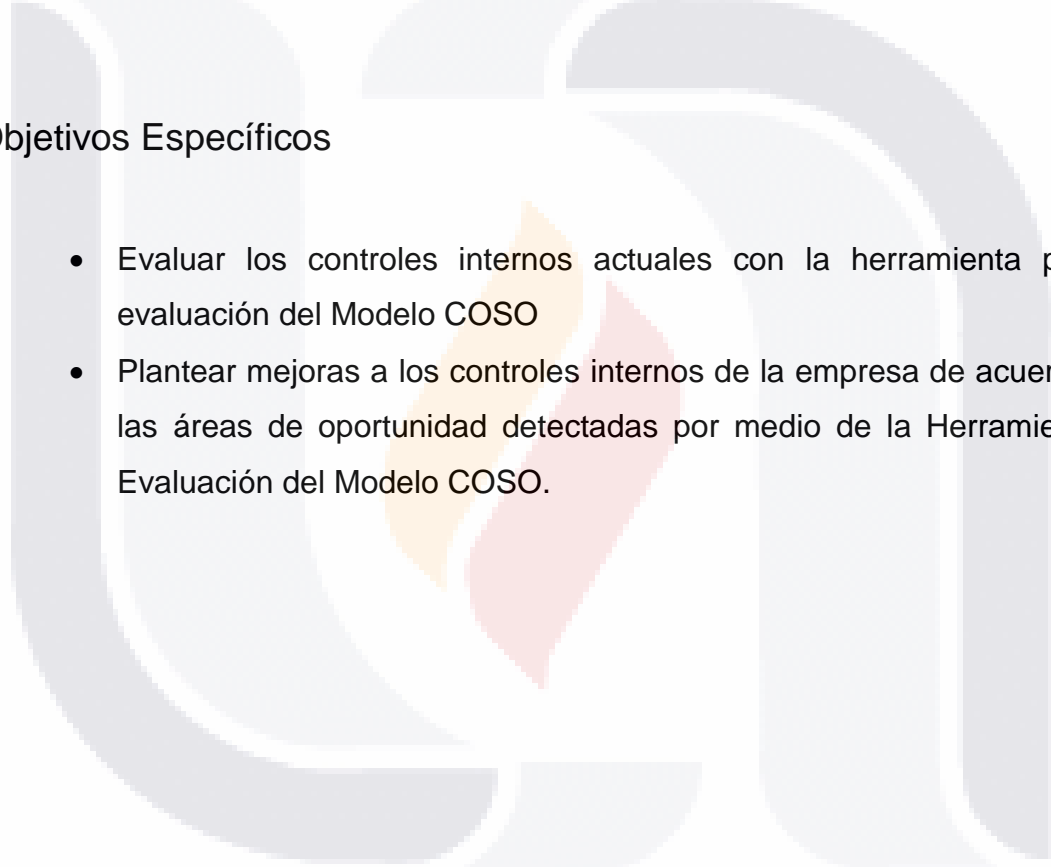 bjetivos Específicos
• Evaluar los controles internos actuales con la herramienta p
evaluación del Modelo COSO
• Plantear mejoras a los controles internos de la empresa de acuer
las áreas de oportunidad detectadas por medio de la Herramie
Evaluación del Modelo COSO.